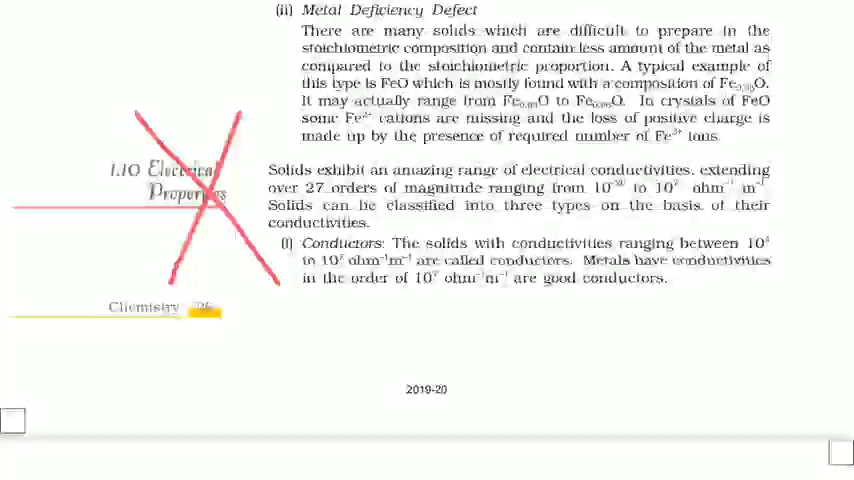 (ii) Metal Deficiency Defect
There are many solids which are difficult to prepare in the
stoichiometric composition and contain less amount of the metal as
compared to the stoichiometric proportion. A typical example of
this type is FeO which is mostly found with a composition of Fe₀.₉₅O.
It may actually range from Fe₀.₉₃O to Fe₀.₉₆O. In crystals of FeO
some Fe²⁺ cations are missing and the loss of positive charge is
made up by the presence of required number of Fe³⁺ ions.
1.10 Electrical
Properties
Solids exhibit an amazing range of electrical conductivities, extending
over 27 orders of magnitude ranging from 10⁻²⁰ to 10⁷ ohm⁻¹ m⁻¹.
Solids can be classified into three types on the basis of their
conductivities.
(i) Conductors: The solids with conductivities ranging between 10⁴
to 10⁷ ohm⁻¹m⁻¹ are called conductors. Metals have conductivities
in the order of 10⁷ ohm⁻¹m⁻¹ are good conductors.
Chemistry 26
2019-20